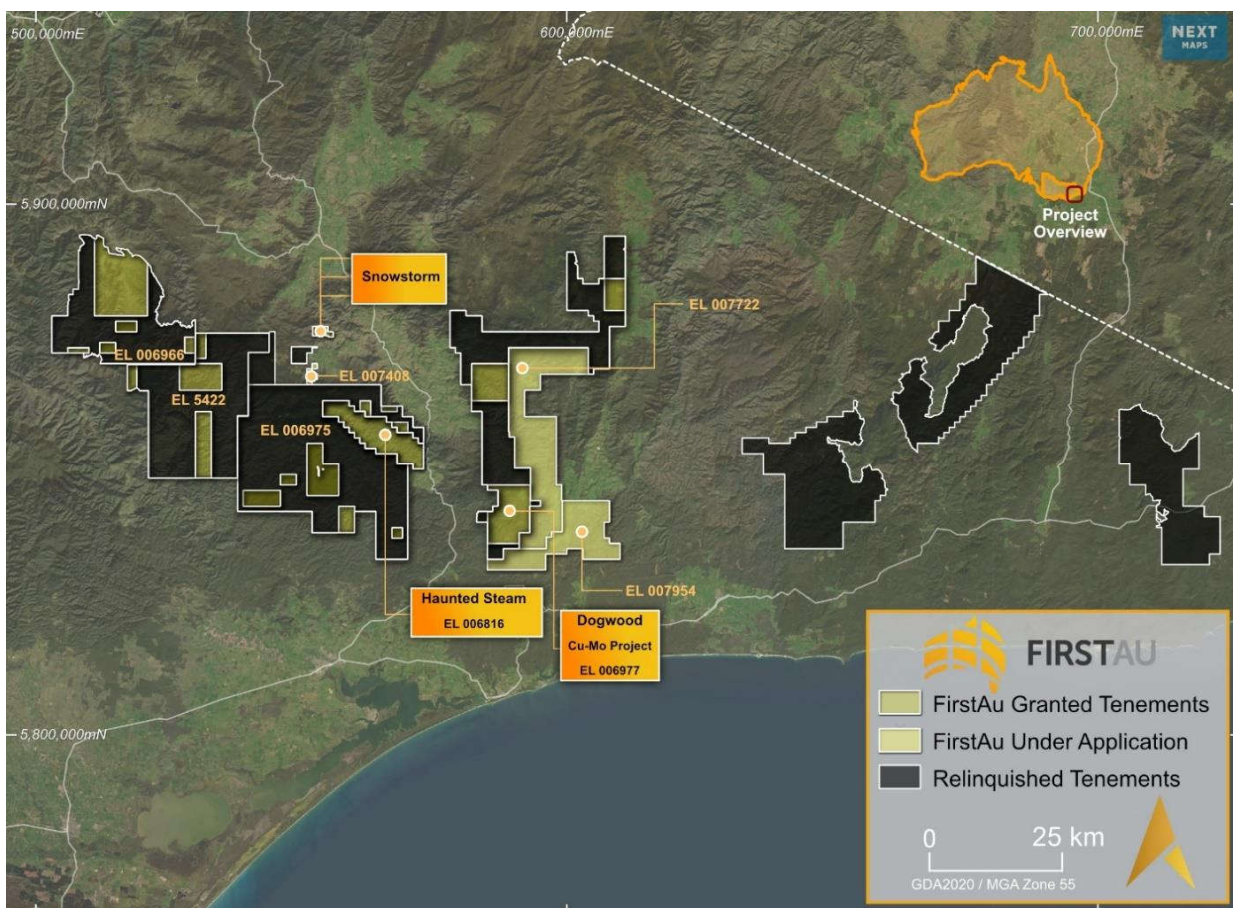 500,000mE
600,000mE
700,000mE
NEXT
MAPS
5,900,000mN
Project
Overview
Snowstorm
EL 007722
EL 006966
EL 007408
EL 5422
EL 006975
EL 007954
Haunted Steam
EL 006816
Dogwood
Cu-Mo Project
EL 006977
5,800,000mN
FIRSTAU
FirstAu Granted Tenements
FirstAu Under Application
Relinquished Tenements
0 25 km
GDA2020 / MGA Zone 55